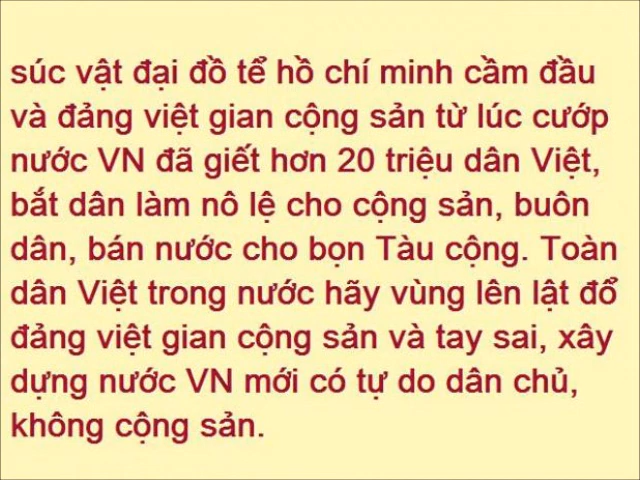 súc vật đại đồ tể hồ chí minh cầm đầu
và đảng việt gian cộng sản từ lúc cướp
nước VN đã giết hơn 20 triệu dân Việt,
bắt dân làm nô lệ cho cộng sản, buôn
dân, bán nước cho bọn Tàu cộng. Toàn
dân Việt trong nước hãy vùng lên lật đổ
đảng việt gian cộng sản và tay sai, xây
dựng nước VN mới có tự do dân chủ,
không cộng sản.